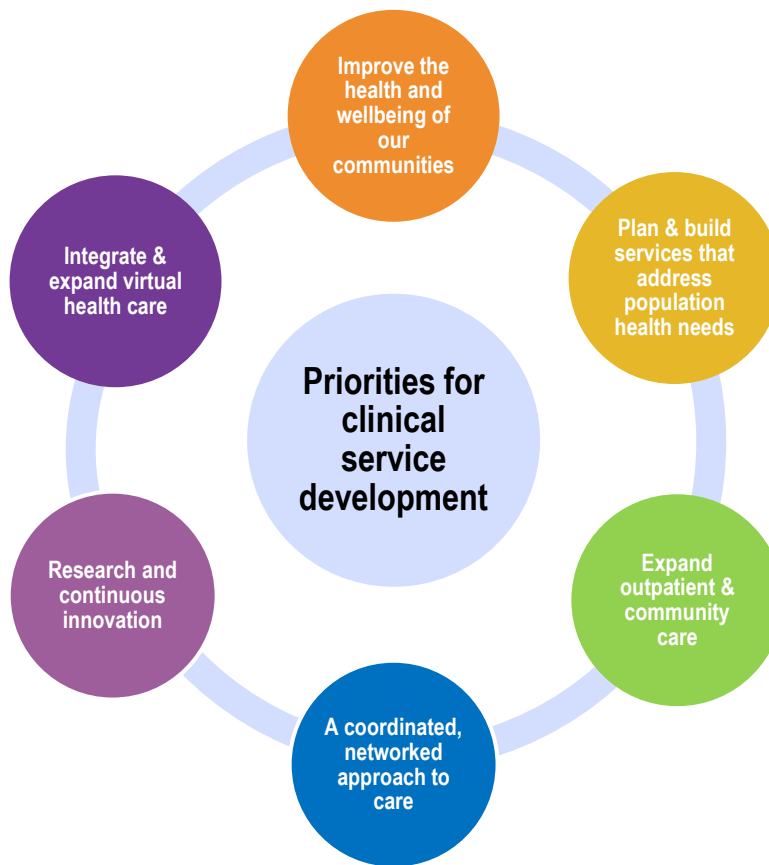 Improve the
health and
wellbeing of
our
communities
Plan & build
services that
address
population
health needs
Expand
outpatient &
community
care
A coordinated,
networked
approach to
care
Research and
continuous
innovation
Integrate &
expand virtual
health care
Priorities for
clinical
service
development